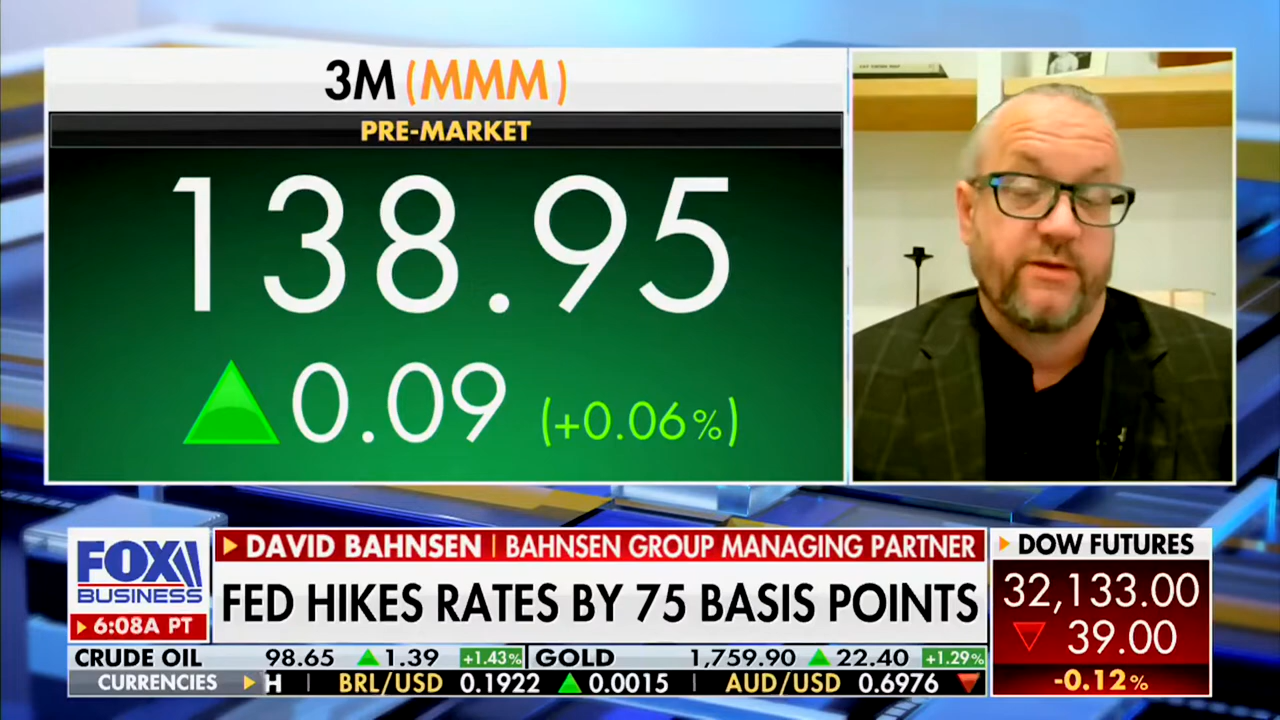 3M (MMM)
PRE-MARKET
138.95
▲ 0.09 (+0.06%)
FOX
BUSINESS
6:08A PT
DAVID BAHNSEN | BAHNSEN GROUP MANAGING PARTNER
FED HIKES RATES BY 75 BASIS POINTS
DOW FUTURES
32,133.00
▼ 39.00
-0.12%
CRUDE OIL 98.65 ▲ 1.39 +1.43% GOLD 1,759.90 ▲ 22.40 +1.29%
CURRENCIES H | BRL/USD 0.1922 ▲ 0.0015 | AUD/USD 0.6976 ▼